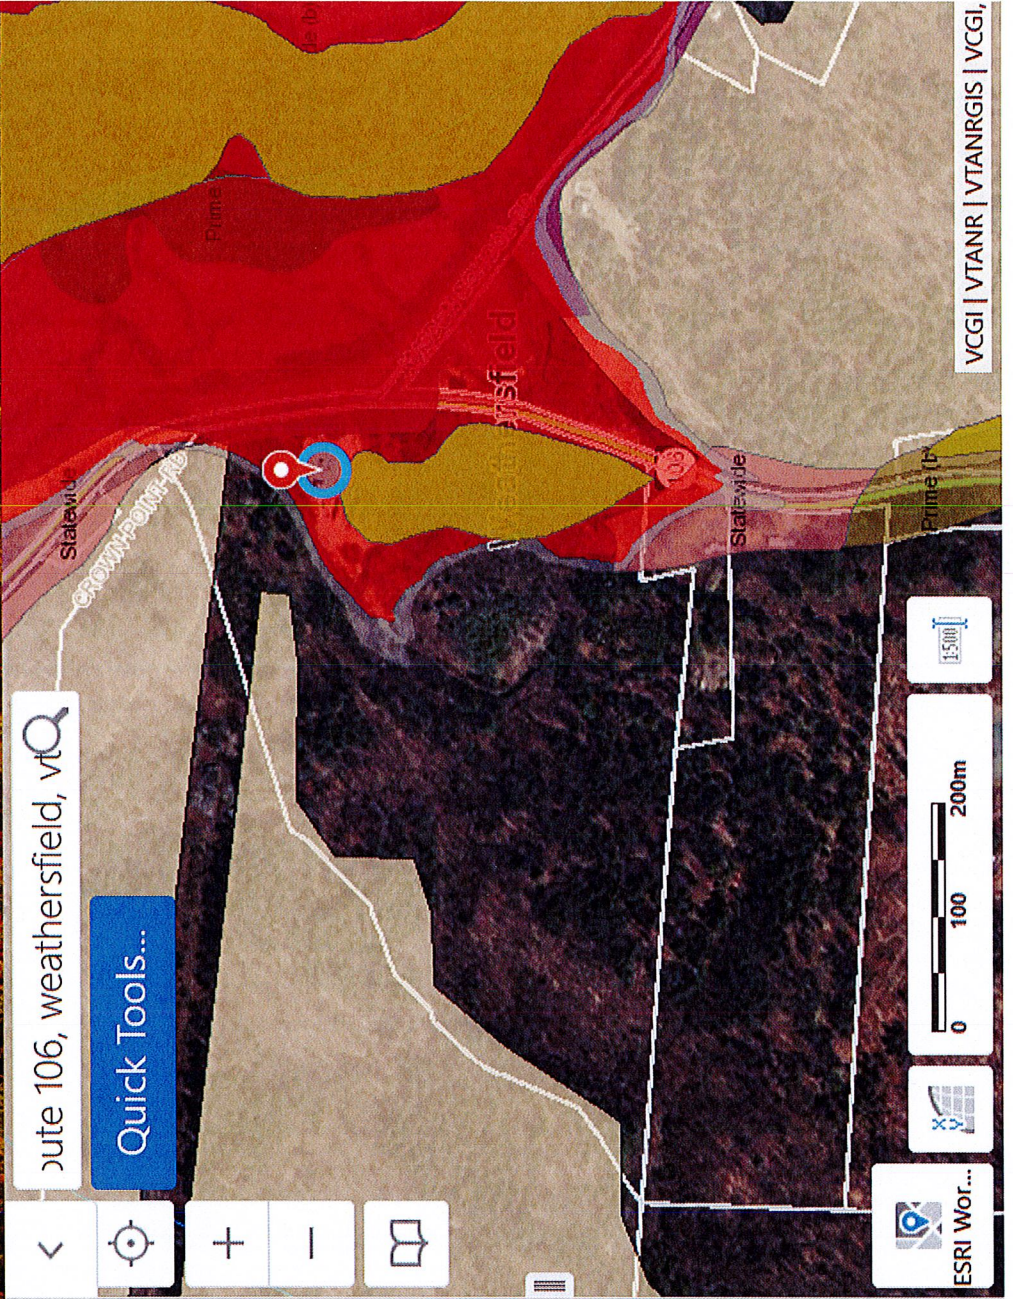 oute 106, weathersfield, vt
Quick Tools...
CROWN-POINT-RD
Statewide
Prime
le (b)
Weathersfield
106
Statewide
Prime (b
0 100 200m
1:500
X Y
ESRI Wor...
VCGI | VTANR | VTANRGIS | VCGI,